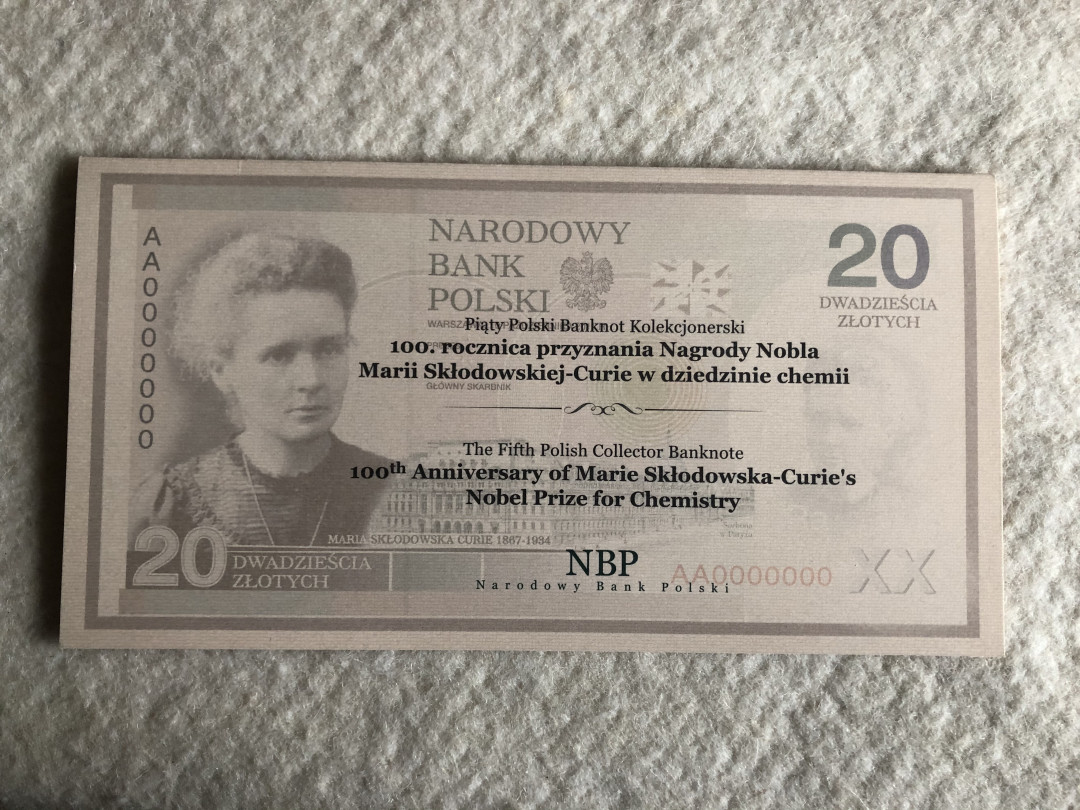 AA0000000
NARODOWY
BANK
POLSKI
20
DWADZIEŚCIA
ZŁOTYCH
Piąty Polski Banknot Kolekcjonerski
100. rocznica przyznania Nagrody Nobla
Marii Skłodowskiej-Curie w dziedzinie chemii
GŁÓWNY SKARBNIK
The Fifth Polish Collector Banknote
100th Anniversary of Marie Skłodowska-Curie's
Nobel Prize for Chemistry
Sorbona
w Paryżu
MARIA SKŁODOWSKA CURIE 1867-1934
20 DWADZIEŚCIA
ZŁOTYCH
NBP
Narodowy Bank Polski
AA0000000
XX